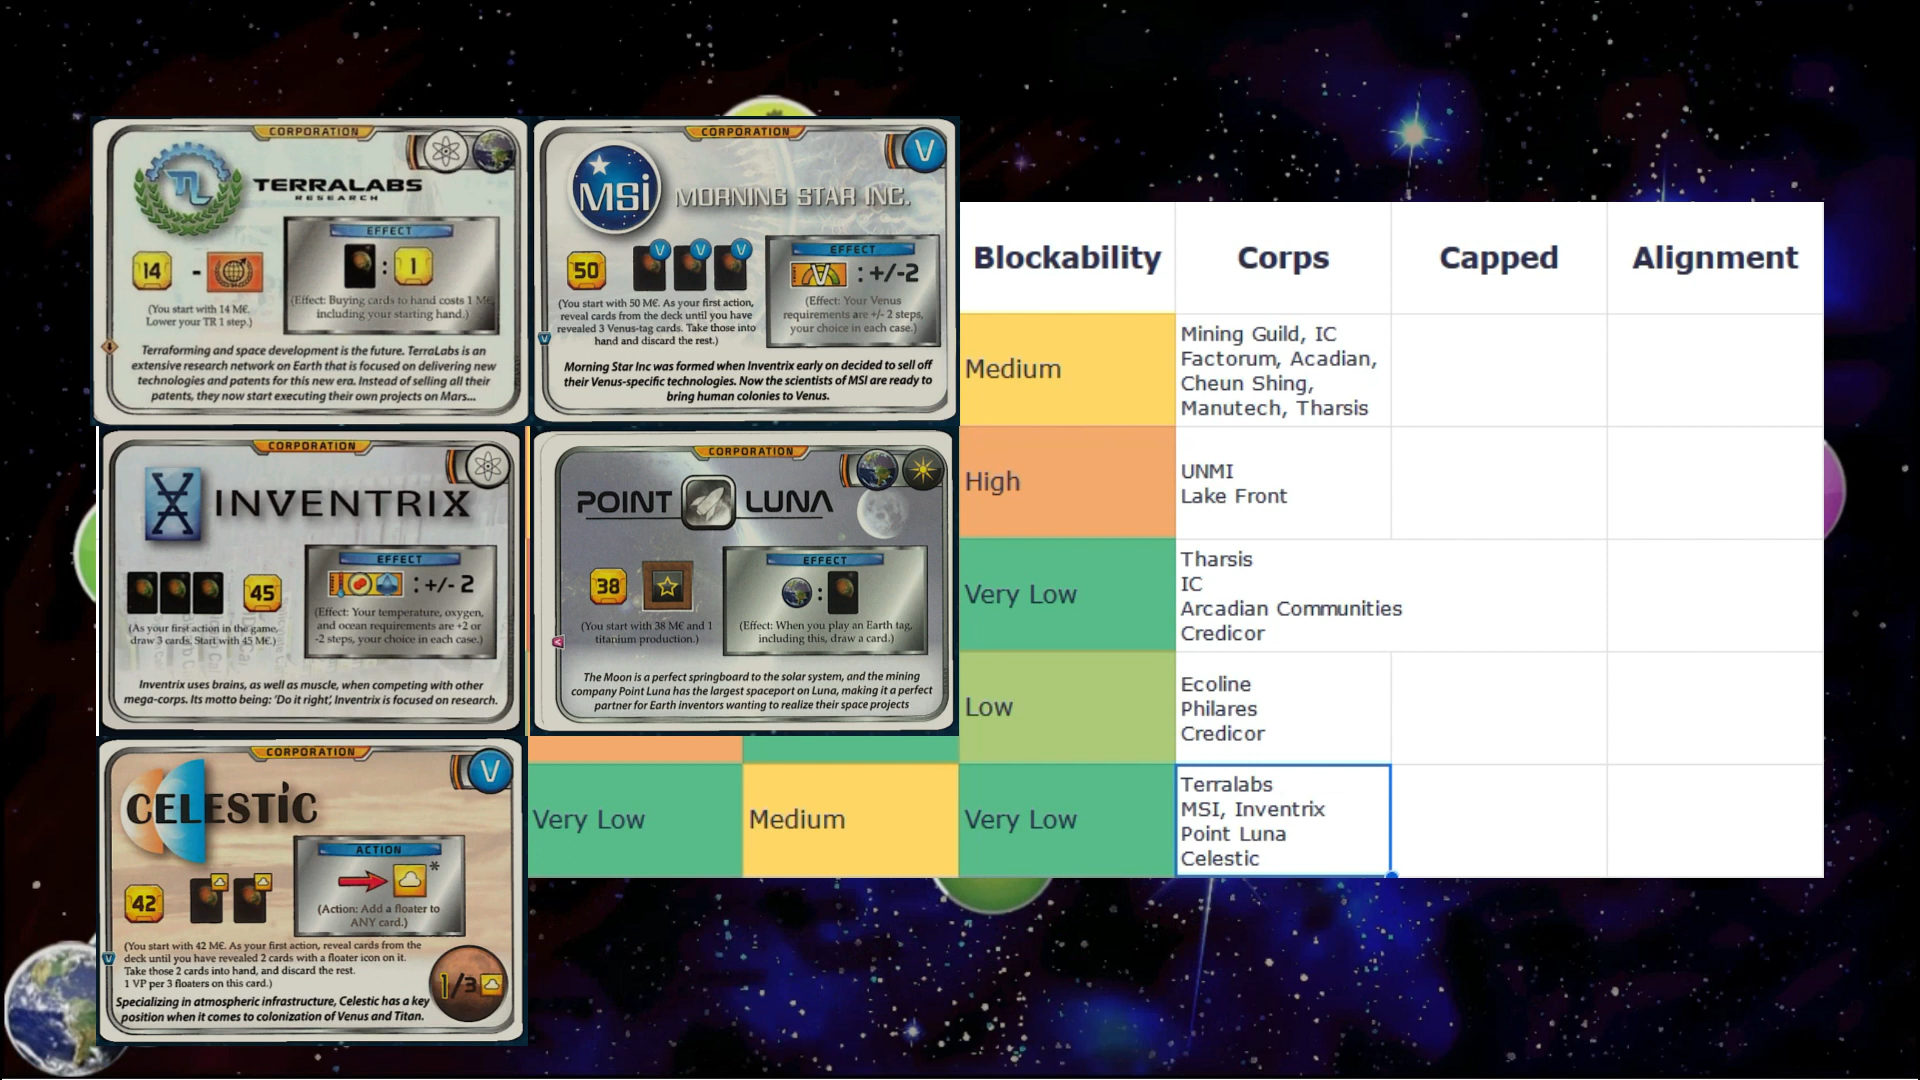 CORPORATION
TL
TERRALABS
RESEARCH
EFFECT
: 1
(Effect: Buying cards to hand costs 1 M€,
including your starting hand.)
14 -
(You start with 14 M€.
Lower your TR 1 step.)
Terraforming and space development is the future. TerraLabs is an
extensive research network on Earth that is focused on delivering new
technologies and patents for this new era. Instead of selling all their
patents, they now start executing their own projects on Mars...
CORPORATION
V
MSi
MORNING STAR INC.
50
V V V
EFFECT
V : +/-2
(Effect: Your Venus
requirements are +/- 2 steps,
your choice in each case.)
(You start with 50 M€. As your first action,
reveal cards from the deck until you have
revealed 3 Venus-tag cards. Take those into
hand and discard the rest.)
V
Morning Star Inc was formed when Inventrix early on decided to sell off
their Venus-specific technologies. Now the scientists of MSI are ready to
bring human colonies to Venus.
CORPORATION
INVENTRIX
45
EFFECT
: +/- 2
(Effect: Your temperature, oxygen,
and ocean requirements are +2 or
-2 steps, your choice in each case.)
(As your first action in the game,
draw 3 cards. Start with 45 M€.)
Inventrix uses brains, as well as muscle, when competing with other
mega-corps. Its motto being: 'Do it right', Inventrix is focused on research.
CORPORATION
POINT LUNA
38
EFFECT
:
(Effect: When you play an Earth tag,
including this, draw a card.)
(You start with 38 M€ and 1
titanium production.)
The Moon is a perfect springboard to the solar system, and the mining
company Point Luna has the largest spaceport on Luna, making it a perfect
partner for Earth inventors wanting to realize their space projects
CORPORATION
V
CELESTIC
42
ACTION
*
(Action: Add a floater to
ANY card.)
(You start with 42 M€. As your first action, reveal cards from the
deck until you have revealed 2 cards with a floater icon on it.
Take those 2 cards into hand, and discard the rest.
1 VP per 3 floaters on this card.)
V
1/3
Specializing in atmospheric infrastructure, Celestic has a key
position when it comes to colonization of Venus and Titan.
Blockability Corps Capped Alignment
Medium
Mining Guild, IC
Factorum, Acadian,
Cheun Shing,
Manutech, Tharsis
High
UNMI
Lake Front
Very Low
Tharsis
IC
Arcadian Communities
Credicor
Low
Ecoline
Philares
Credicor
Very Low Medium Very Low
Terralabs
MSI, Inventrix
Point Luna
Celestic